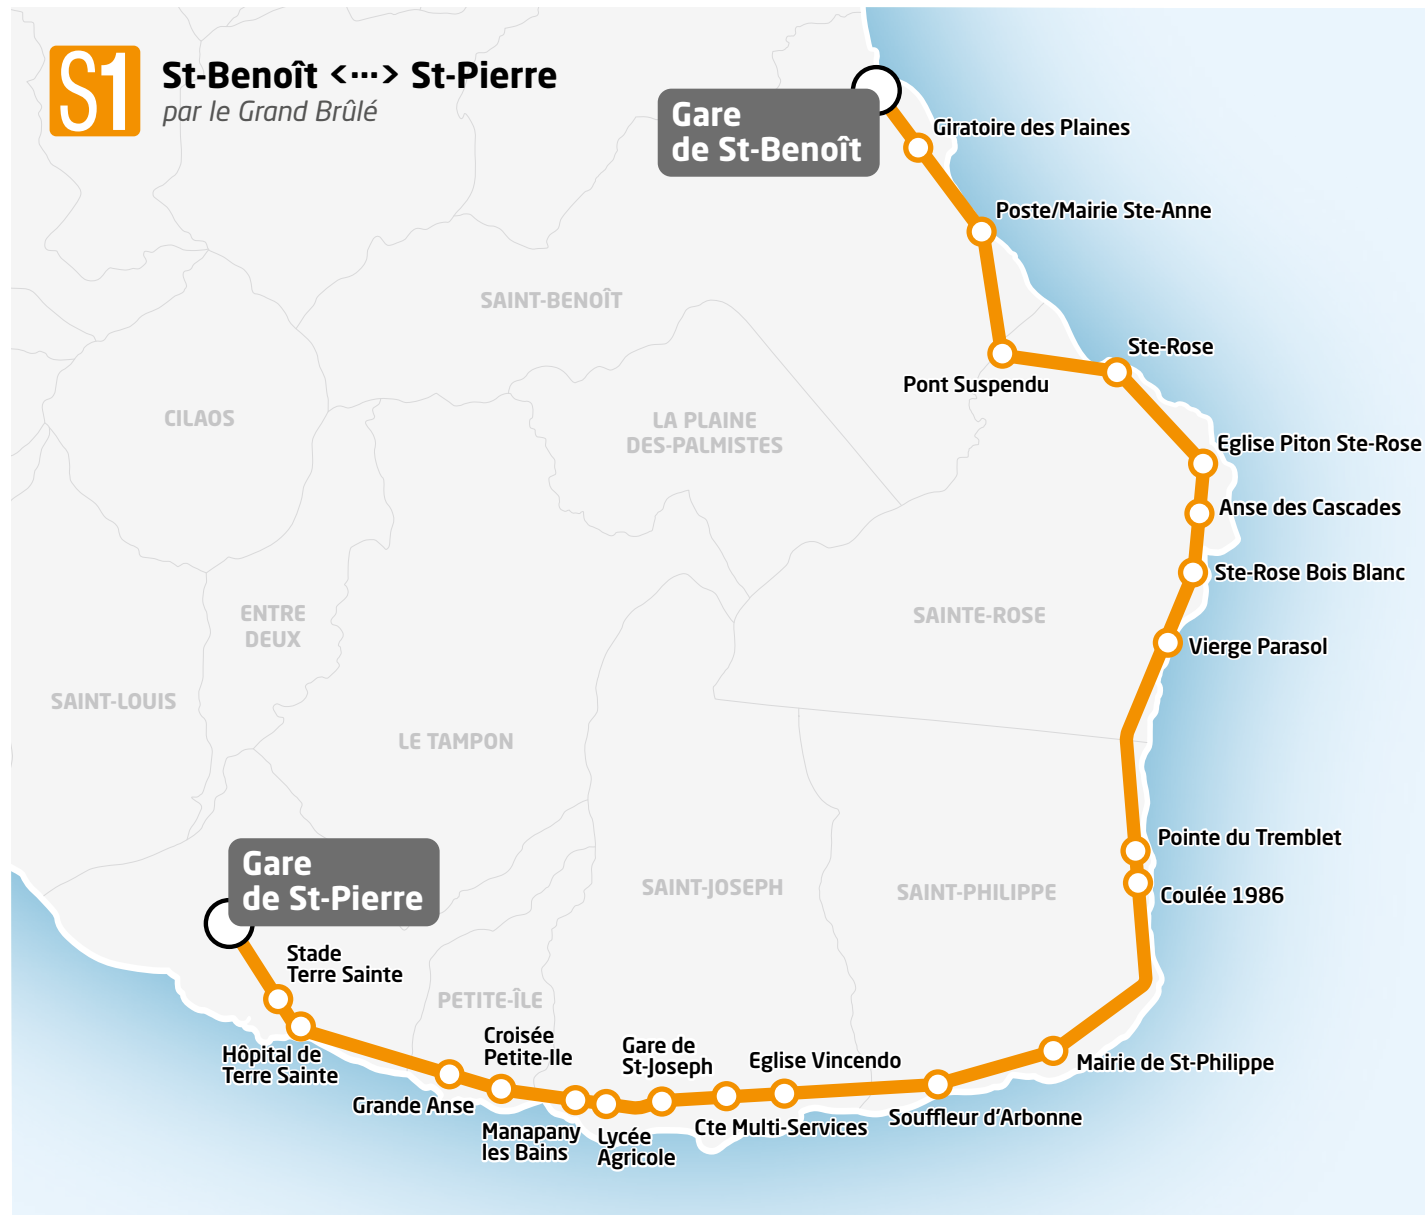 S1
St-Benoît <···> St-Pierre
par le Grand Brûlé
Gare
de St-Benoît
Giratoire des Plaines
Poste/Mairie Ste-Anne
SAINT-BENOÎT
Ste-Rose
Pont Suspendu
CILAOS
LA PLAINE
DES-PALMISTES
Eglise Piton Ste-Rose
Anse des Cascades
Ste-Rose Bois Blanc
ENTRE
DEUX
SAINTE-ROSE
Vierge Parasol
SAINT-LOUIS
LE TAMPON
Pointe du Tremblet
Gare
de St-Pierre
SAINT-JOSEPH
SAINT-PHILIPPE
Coulée 1986
Stade
Terre Sainte
PETITE-ÎLE
Croisée
Petite-Ile
Gare de
St-Joseph
Eglise Vincendo
Mairie de St-Philippe
Hôpital de
Terre Sainte
Grande Anse
Manapany
les Bains
Lycée
Agricole
Cte Multi-Services
Souffleur d'Arbonne